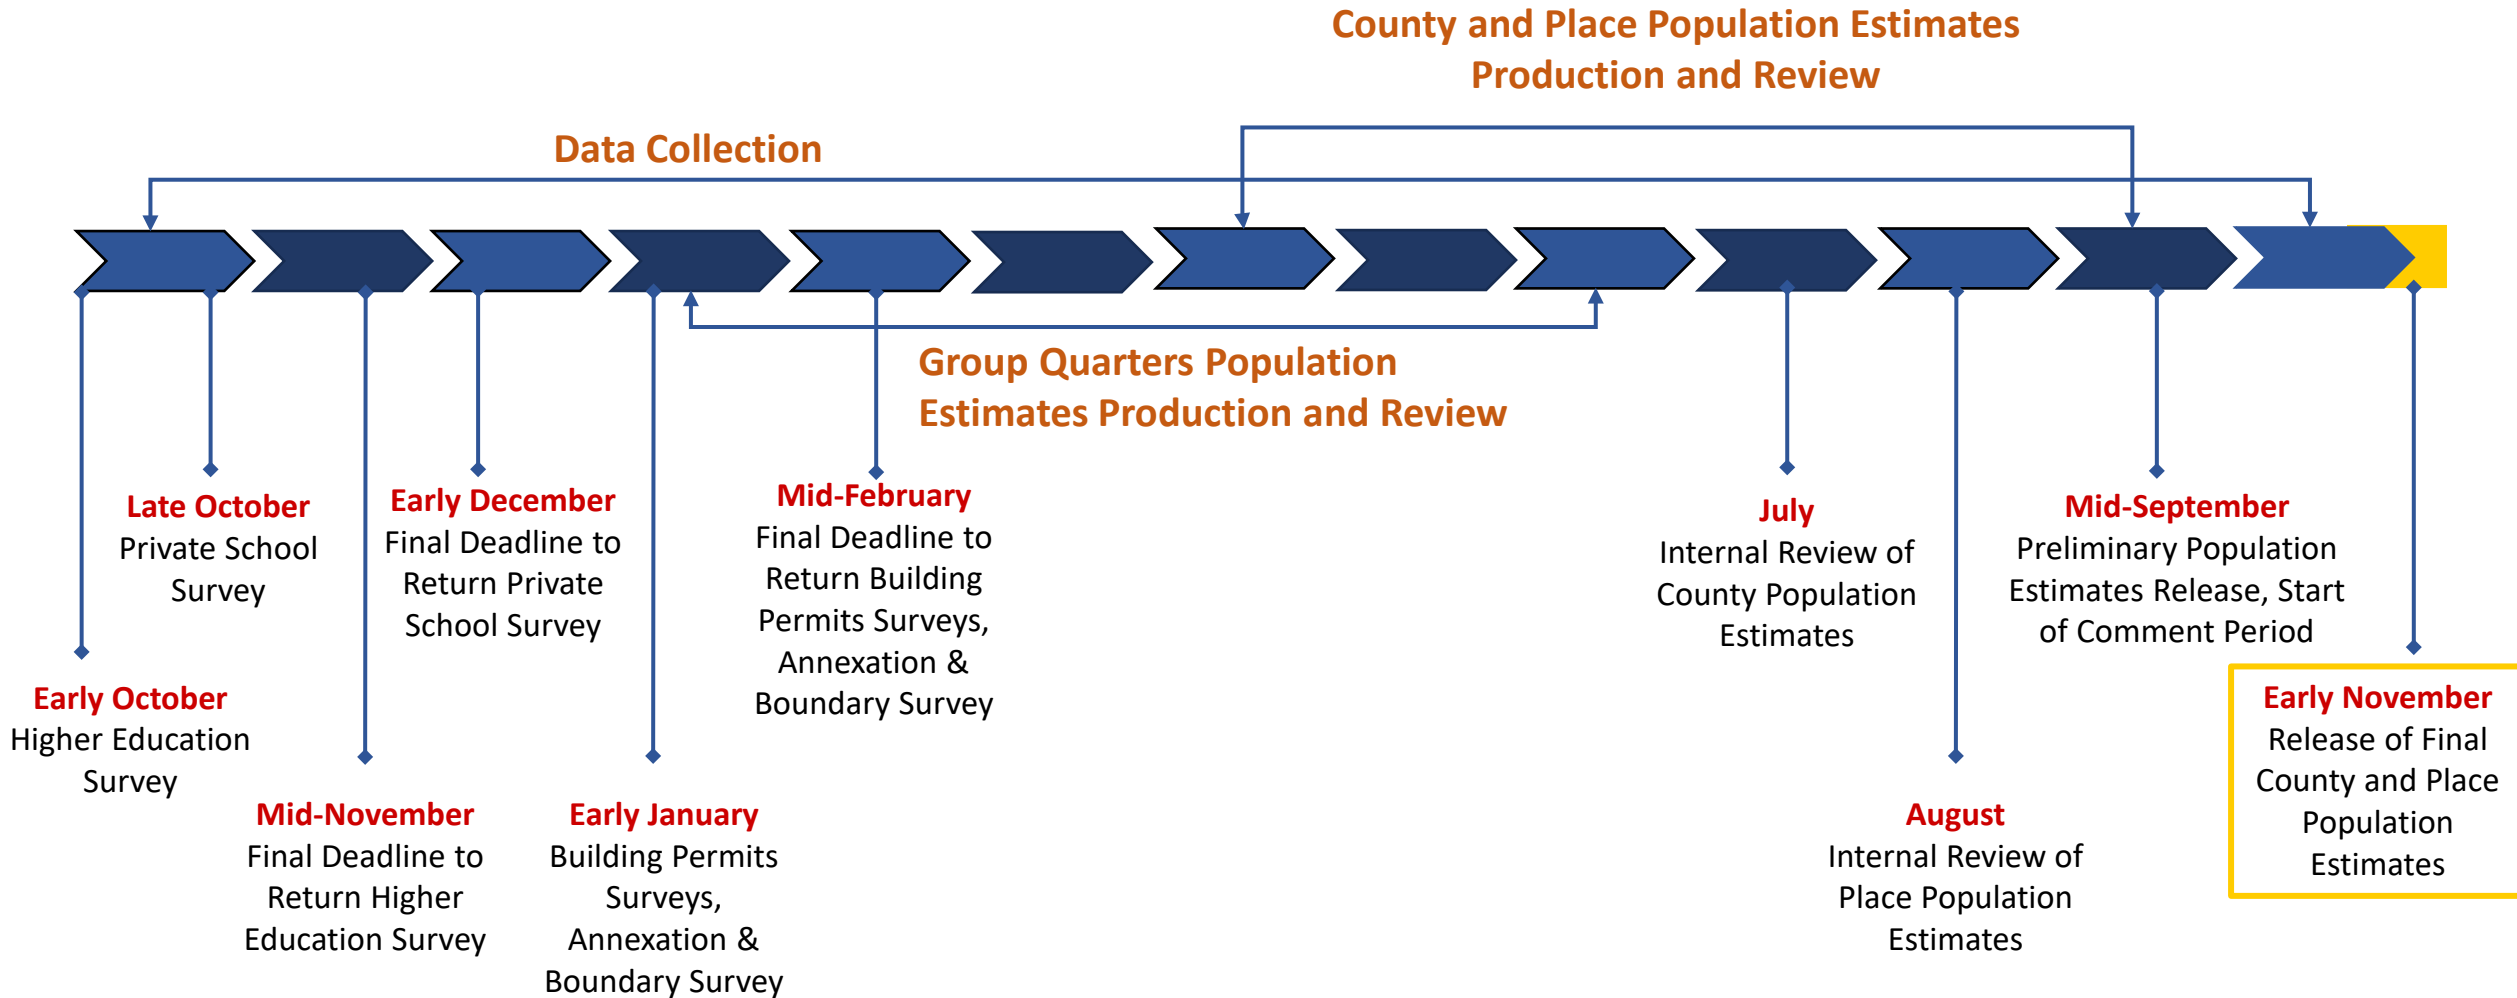 County and Place Population Estimates
Production and Review
Data Collection
Group Quarters Population
Estimates Production and Review
Early October
Higher Education
Survey
Late October
Private School
Survey
Mid-November
Final Deadline to
Return Higher
Education Survey
Early December
Final Deadline to
Return Private
School Survey
Early January
Building Permits
Surveys,
Annexation &
Boundary Survey
Mid-February
Final Deadline to
Return Building
Permits Surveys,
Annexation &
Boundary Survey
July
Internal Review of
County Population
Estimates
August
Internal Review of
Place Population
Estimates
Mid-September
Preliminary Population
Estimates Release, Start
of Comment Period
Early November
Release of Final
County and Place
Population
Estimates